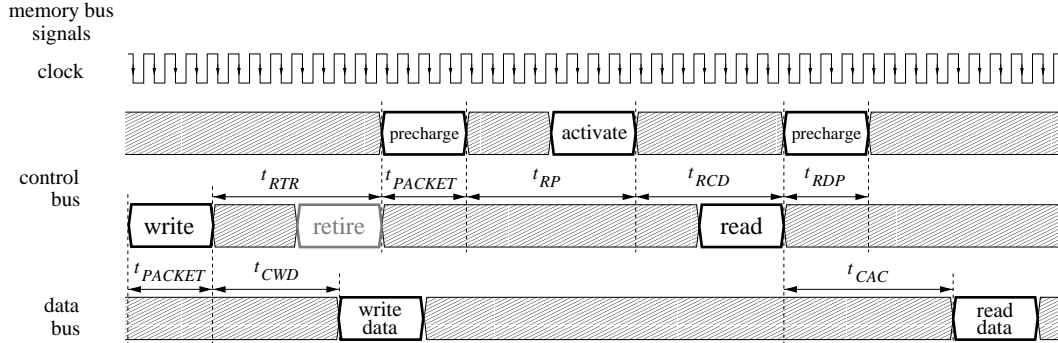 memory bus
signals
clock
precharge activate precharge
control
bus
t RTR t PACKET t RP t RCD t RDP
write retire read
t PACKET t CWD t CAC
data
bus
write
data
read
data